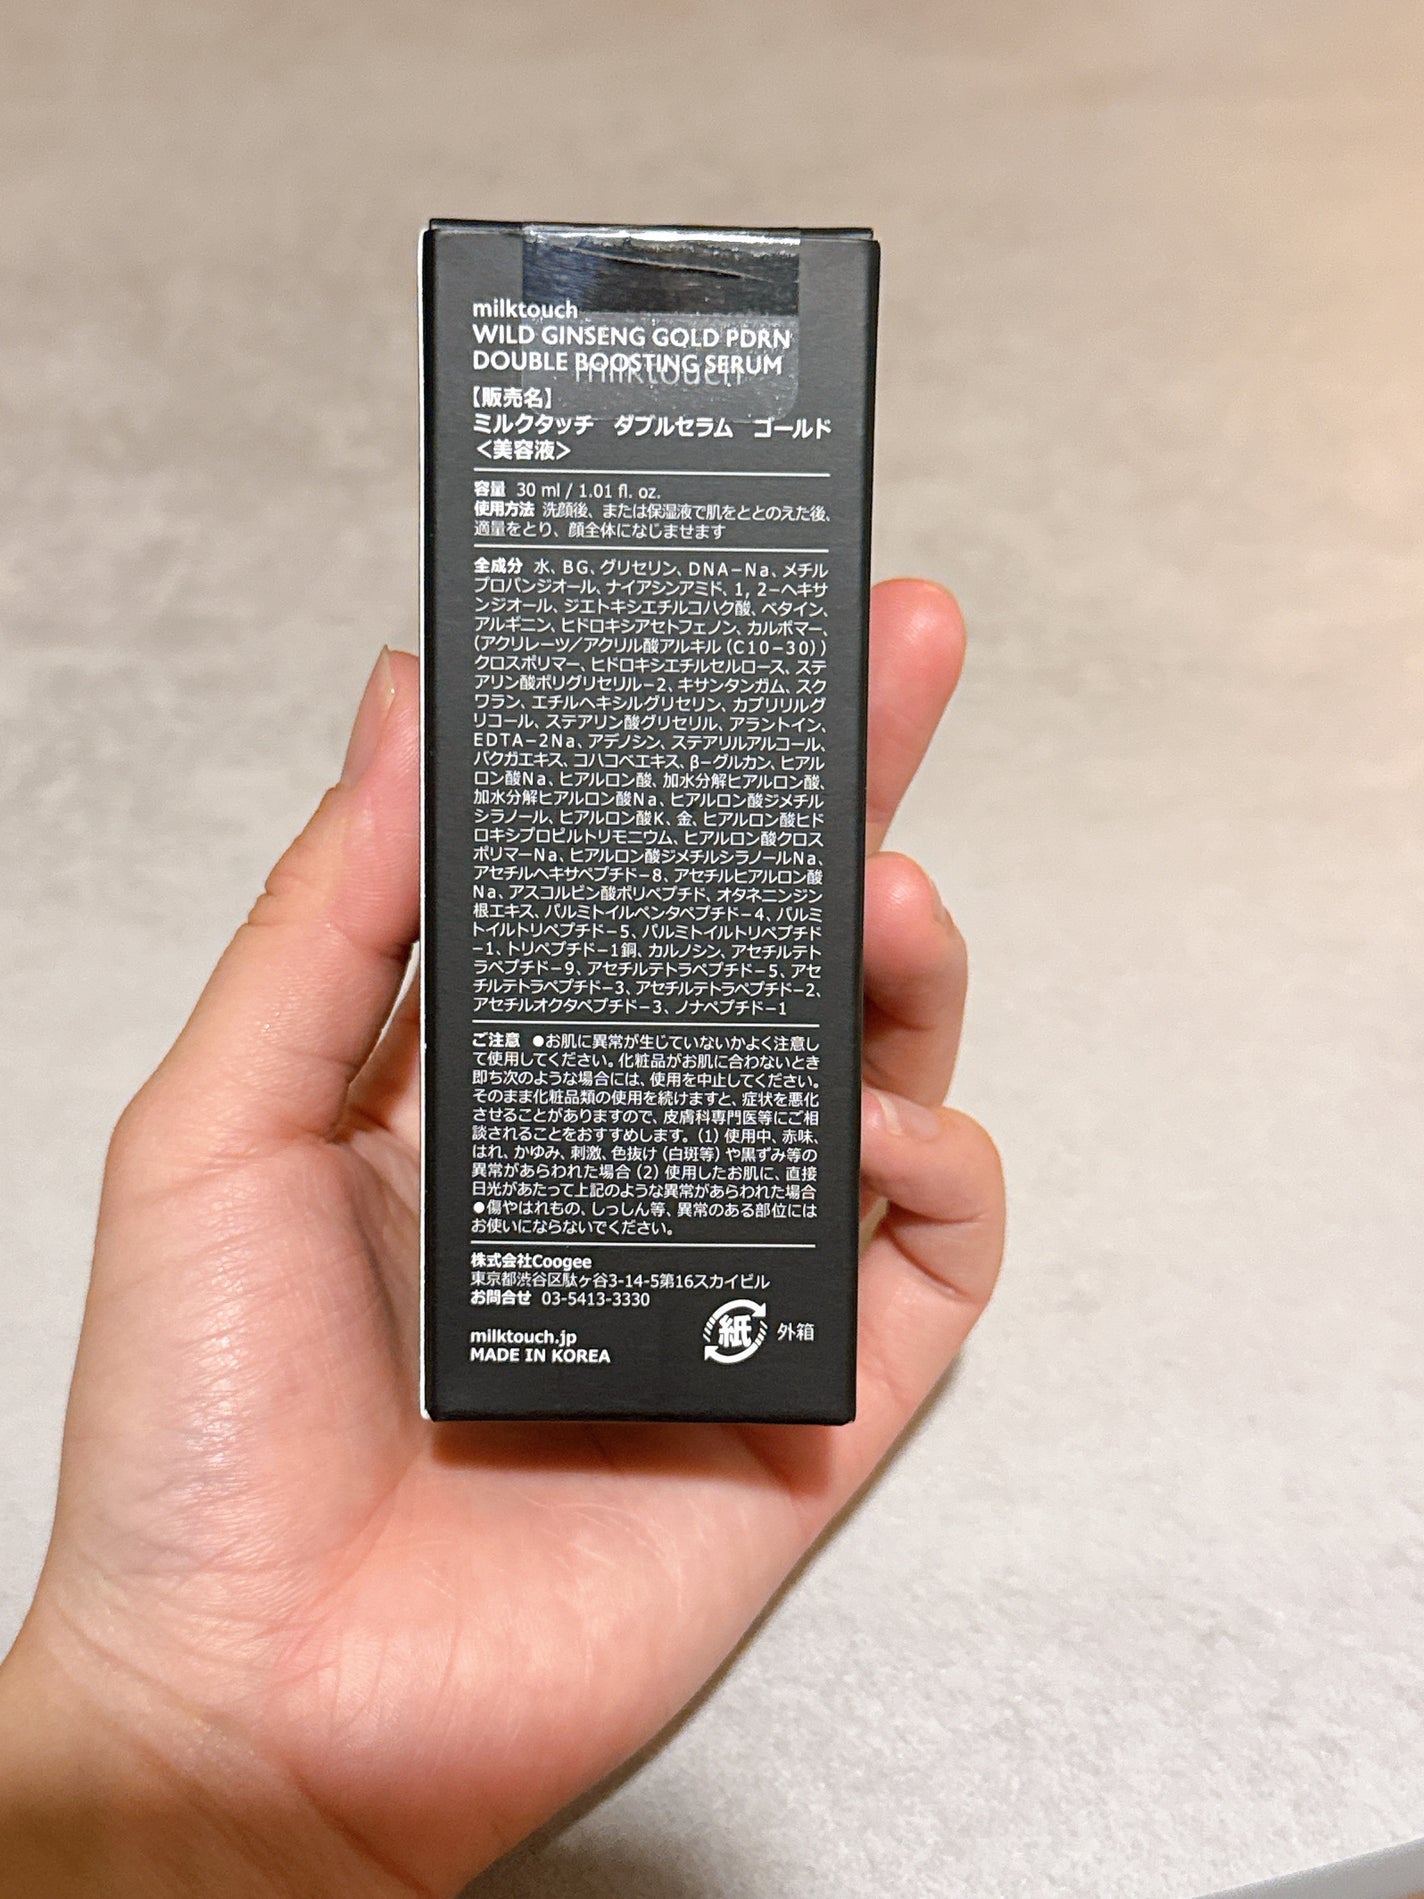 milktouch
WILD GINSENG GOLD PDRN
DOUBLE BOOSTING SERUM
milktouch
【販売名】
ミルクタッチ ダブルセラム ゴールド
＜美容液＞
容量 30 ml / 1.01 fl. oz.
使用方法 洗顔後、または保湿液で肌をととのえた後、
適量をとり、顔全体になじませます
全成分 水、BG、グリセリン、DNA−Na、メチル
プロパンジオール、ナイアシンアミド、1, 2−ヘキサ
ンジオール、ジエトキシエチルコハク酸、ベタイン、
アルギニン、ヒドロキシアセトフェノン、カルボマー、
(アクリレーツ／アクリル酸アルキル (C10−30))
クロスポリマー、ヒドロキシエチルセルロース、ステ
アリン酸ポリグリセリル−2、キサンタンガム、スク
ワラン、エチルヘキシルグリセリン、カプリリルグ
リコール、ステアリン酸グリセリル、アラントイン、
EDTA−2Na、アデノシン、ステアリルアルコール、
バクガエキス、コハコベエキス、β−グルカン、ヒアル
ロン酸Na、ヒアルロン酸、加水分解ヒアルロン酸、
加水分解ヒアルロン酸Na、ヒアルロン酸ジメチル
シラノール、ヒアルロン酸K、金、ヒアルロン酸ヒド
ロキシプロピルトリモニウム、ヒアルロン酸クロス
ポリマーNa、ヒアルロン酸ジメチルシラノールNa、
アセチルヘキサペプチド−8、アセチルヒアルロン酸
Na、アスコルビン酸ポリペプチド、オタネニンジン
根エキス、パルミトイルペンタペプチド−4、パルミ
トイルトリペプチド−5、パルミトイルトリペプチド
−1、トリペプチド−1銅、カルノシン、アセチルテト
ラペプチド−9、アセチルテトラペプチド−5、アセ
チルテトラペプチド−3、アセチルテトラペプチド−2、
アセチルオクタペプチド−3、ノナペプチド−1
ご注意 ●お肌に異常が生じていないかよく注意し
て使用してください。化粧品がお肌に合わないとき
即ち次のような場合には、使用を中止してください。
そのまま化粧品類の使用を続けますと、症状を悪化
させることがありますので、皮膚科専門医等にご相
談されることをおすすめします。(1) 使用中、赤味、
はれ、かゆみ、刺激、色抜け (白斑等) や黒ずみ等の
異常があらわれた場合 (2) 使用したお肌に、直接
日光があたって上記のような異常があらわれた場合
●傷やはれもの、しっしん等、異常のある部位には
お使いにならないでください。
株式会社Coogee
東京都渋谷区千駄ヶ谷3-14-5第16スカイビル
お問合せ 03-5413-3330
紙 外箱
milktouch.jp
MADE IN KOREA